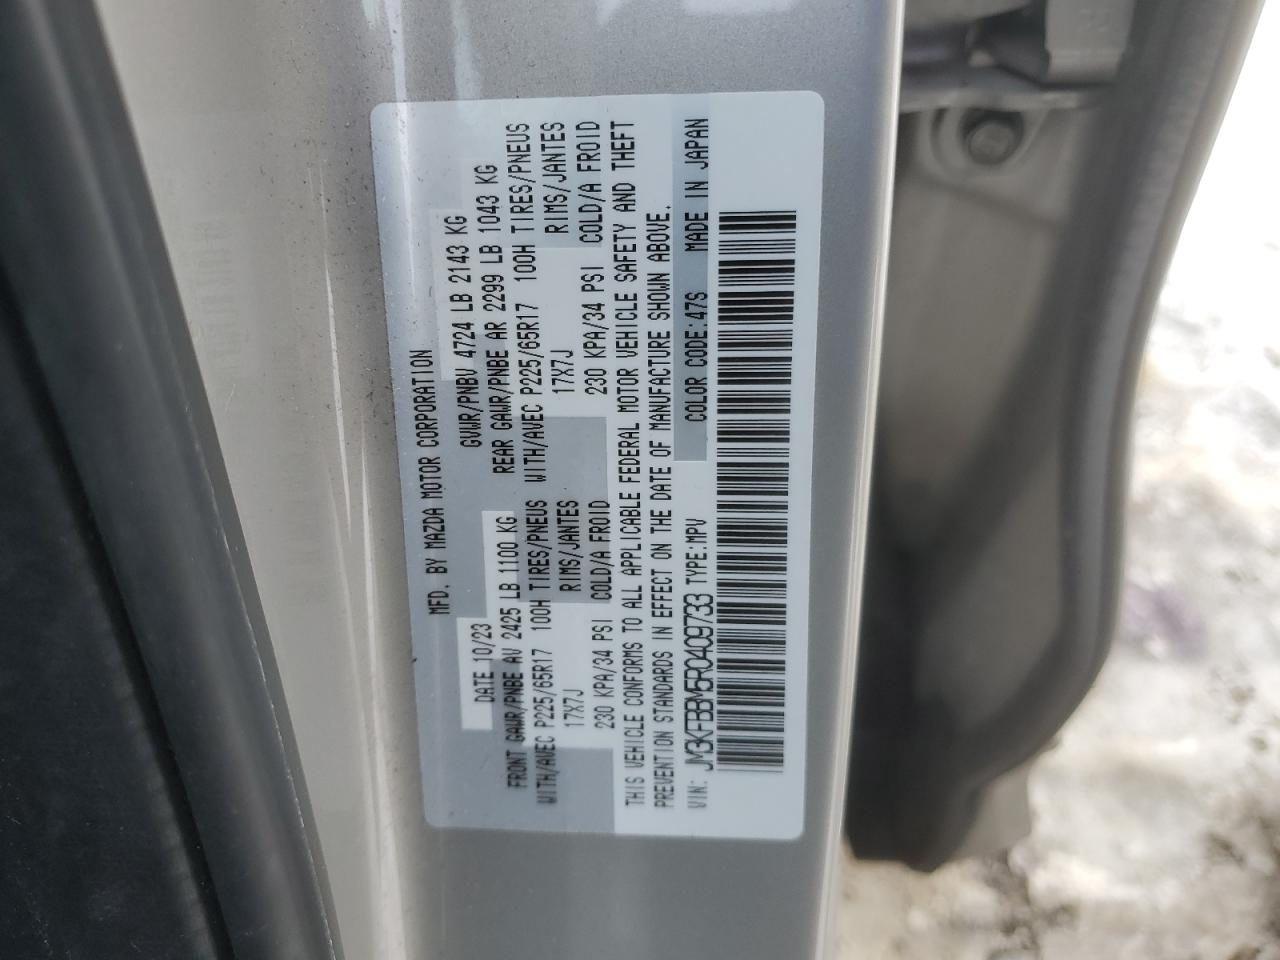 MFD. BY MAZDA MOTOR CORPORATION
DATE 10/23 GVWR/PNBV 4724 LB 2143 KG
FRONT GAWR/PNBE AV 2425 LB 1100 KG REAR GAWR/PNBE AR 2299 LB 1043 KG
WITH/AVEC P225/65R17 100H TIRES/PNEUS WITH/AVEC P225/65R17 100H TIRES/PNEUS
17X7J RIMS/JANTES 17X7J RIMS/JANTES
230 KPA/34 PSI COLD/A FROID 230 KPA/34 PSI COLD/A FROID
THIS VEHICLE CONFORMS TO ALL APPLICABLE FEDERAL MOTOR VEHICLE SAFETY AND THEFT
PREVENTION STANDARDS IN EFFECT ON THE DATE OF MANUFACTURE SHOWN ABOVE.
VIN: JM3KFBBM5R0409733 TYPE:MPV COLOR CODE:47S MADE IN JAPAN